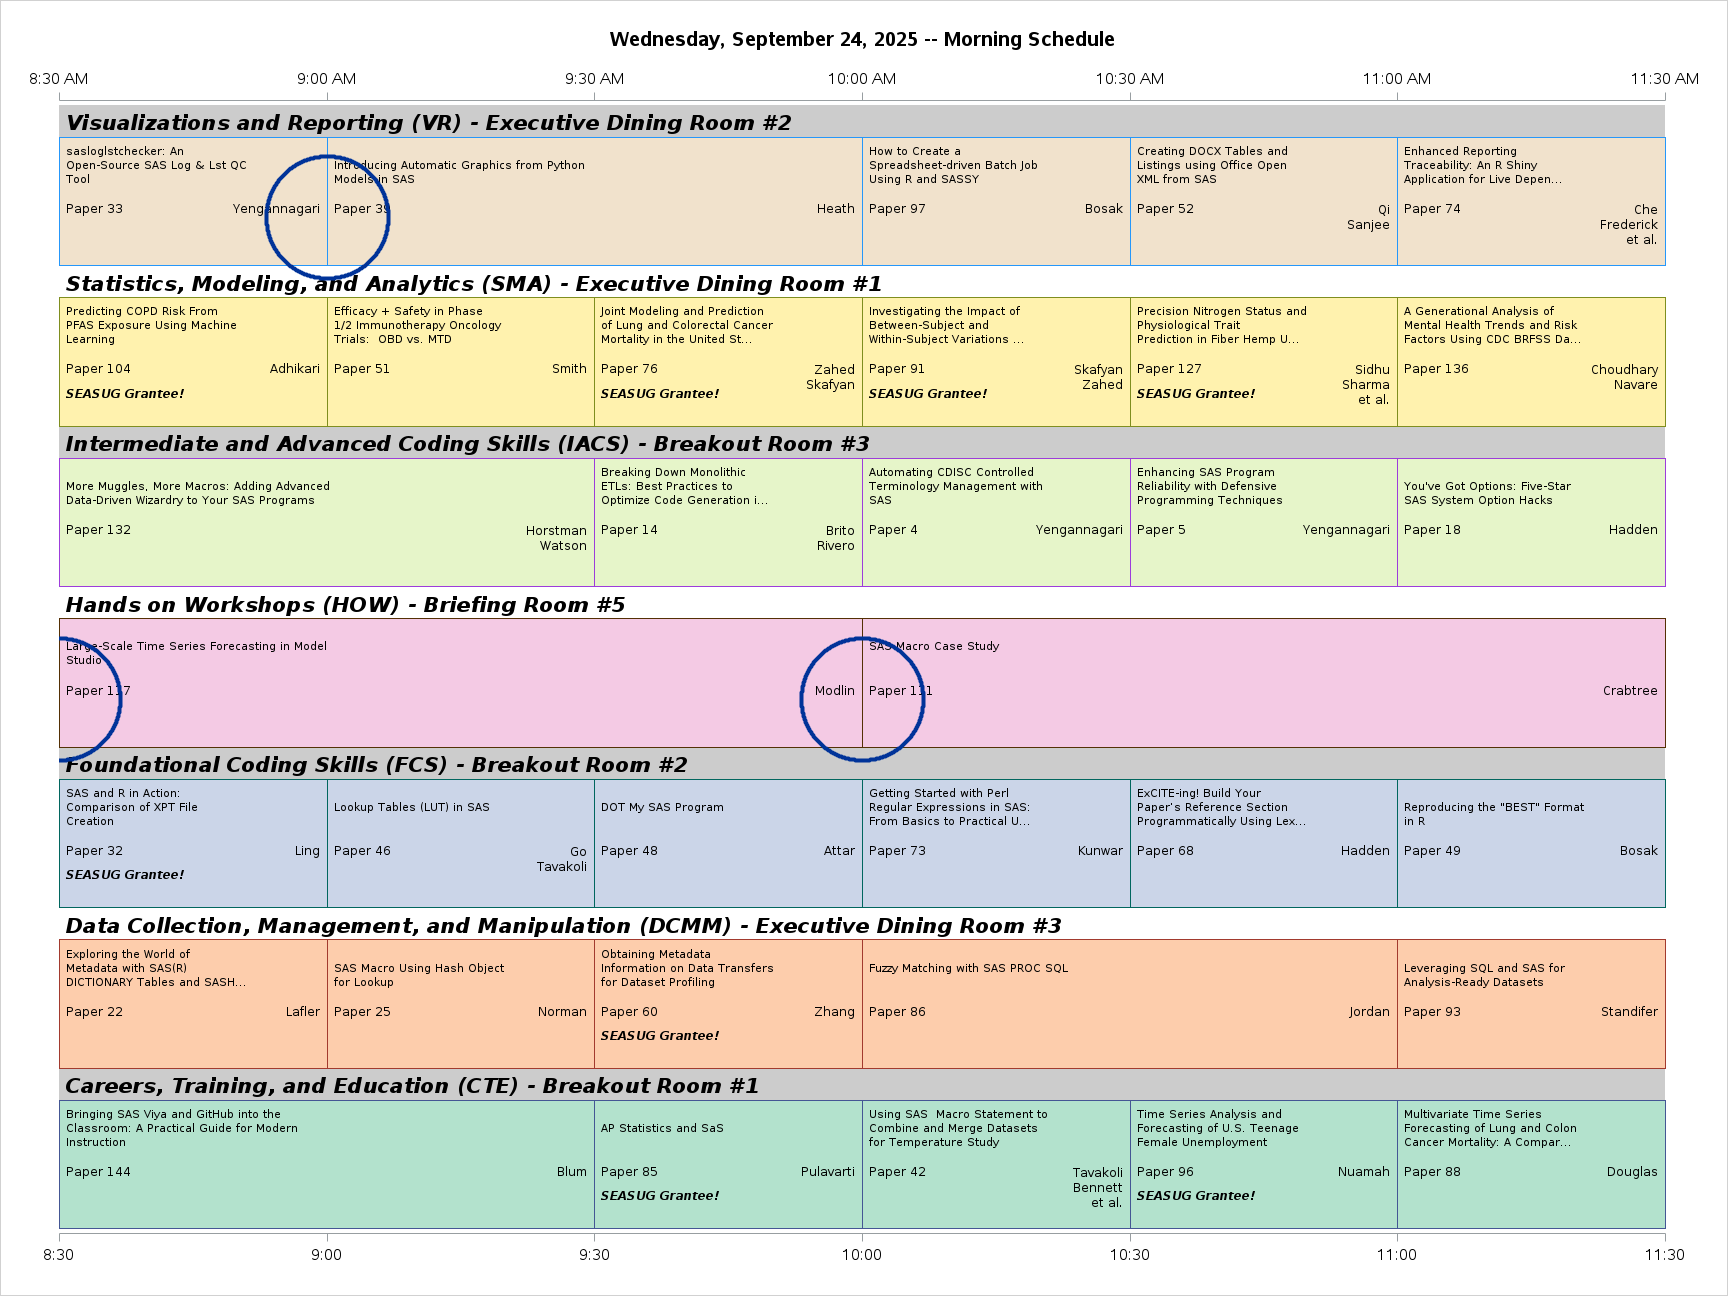 Wednesday, September 24, 2025 -- Morning Schedule
8:30 AM 9:00 AM 9:30 AM 10:00 AM 10:30 AM 11:00 AM 11:30 AM
Visualizations and Reporting (VR) - Executive Dining Room #2
sasloglstchecker: An
Open-Source SAS Log & Lst QC
Tool
Paper 33 Yengannagari
Introducing Automatic Graphics from Python
Models in SAS
Paper 39 Heath
How to Create a
Spreadsheet-driven Batch Job
Using R and SASSY
Paper 97 Bosak
Creating DOCX Tables and
Listings using Office Open
XML from SAS
Paper 52 Qi
Sanjee
Enhanced Reporting
Traceability: An R Shiny
Application for Live Depen...
Paper 74 Che
Frederick
et al.
Statistics, Modeling, and Analytics (SMA) - Executive Dining Room #1
Predicting COPD Risk From
PFAS Exposure Using Machine
Learning
Paper 104 Adhikari
SEASUG Grantee!
Efficacy + Safety in Phase
1/2 Immunotherapy Oncology
Trials:  OBD vs. MTD
Paper 51 Smith
Joint Modeling and Prediction
of Lung and Colorectal Cancer
Mortality in the United St...
Paper 76 Zahed
Skafyan
SEASUG Grantee!
Investigating the Impact of
Between-Subject and
Within-Subject Variations ...
Paper 91 Skafyan
Zahed
SEASUG Grantee!
Precision Nitrogen Status and
Physiological Trait
Prediction in Fiber Hemp U...
Paper 127 Sidhu
Sharma
SEASUG Grantee! et al.
A Generational Analysis of
Mental Health Trends and Risk
Factors Using CDC BRFSS Da...
Paper 136 Choudhary
Navare
Intermediate and Advanced Coding Skills (IACS) - Breakout Room #3
More Muggles, More Macros: Adding Advanced
Data-Driven Wizardry to Your SAS Programs
Paper 132 Horstman
Watson
Breaking Down Monolithic
ETLs: Best Practices to
Optimize Code Generation i...
Paper 14 Brito
Rivero
Automating CDISC Controlled
Terminology Management with
SAS
Paper 4 Yengannagari
Enhancing SAS Program
Reliability with Defensive
Programming Techniques
Paper 5 Yengannagari
You've Got Options: Five-Star
SAS System Option Hacks
Paper 18 Hadden
Hands on Workshops (HOW) - Briefing Room #5
Large-Scale Time Series Forecasting in Model
Studio
Paper 117 Modlin
SAS Macro Case Study
Paper 111 Crabtree
Foundational Coding Skills (FCS) - Breakout Room #2
SAS and R in Action:
Comparison of XPT File
Creation
Paper 32 Ling
SEASUG Grantee!
Lookup Tables (LUT) in SAS
Paper 46 Go
Tavakoli
DOT My SAS Program
Paper 48 Attar
Getting Started with Perl
Regular Expressions in SAS:
From Basics to Practical U...
Paper 73 Kunwar
ExCITE-ing! Build Your
Paper's Reference Section
Programmatically Using Lex...
Paper 68 Hadden
Reproducing the "BEST" Format
in R
Paper 49 Bosak
Data Collection, Management, and Manipulation (DCMM) - Executive Dining Room #3
Exploring the World of
Metadata with SAS(R)
DICTIONARY Tables and SASH...
Paper 22 Lafler
SAS Macro Using Hash Object
for Lookup
Paper 25 Norman
Obtaining Metadata
Information on Data Transfers
for Dataset Profiling
Paper 60 Zhang
SEASUG Grantee!
Fuzzy Matching with SAS PROC SQL
Paper 86 Jordan
Leveraging SQL and SAS for
Analysis-Ready Datasets
Paper 93 Standifer
Careers, Training, and Education (CTE) - Breakout Room #1
Bringing SAS Viya and GitHub into the
Classroom: A Practical Guide for Modern
Instruction
Paper 144 Blum
AP Statistics and SaS
Paper 85 Pulavarti
SEASUG Grantee!
Using SAS  Macro Statement to
Combine and Merge Datasets
for Temperature Study
Paper 42 Tavakoli
Bennett
et al.
Time Series Analysis and
Forecasting of U.S. Teenage
Female Unemployment
Paper 96 Nuamah
SEASUG Grantee!
Multivariate Time Series
Forecasting of Lung and Colon
Cancer Mortality: A Compar...
Paper 88 Douglas
8:30 9:00 9:30 10:00 10:30 11:00 11:30